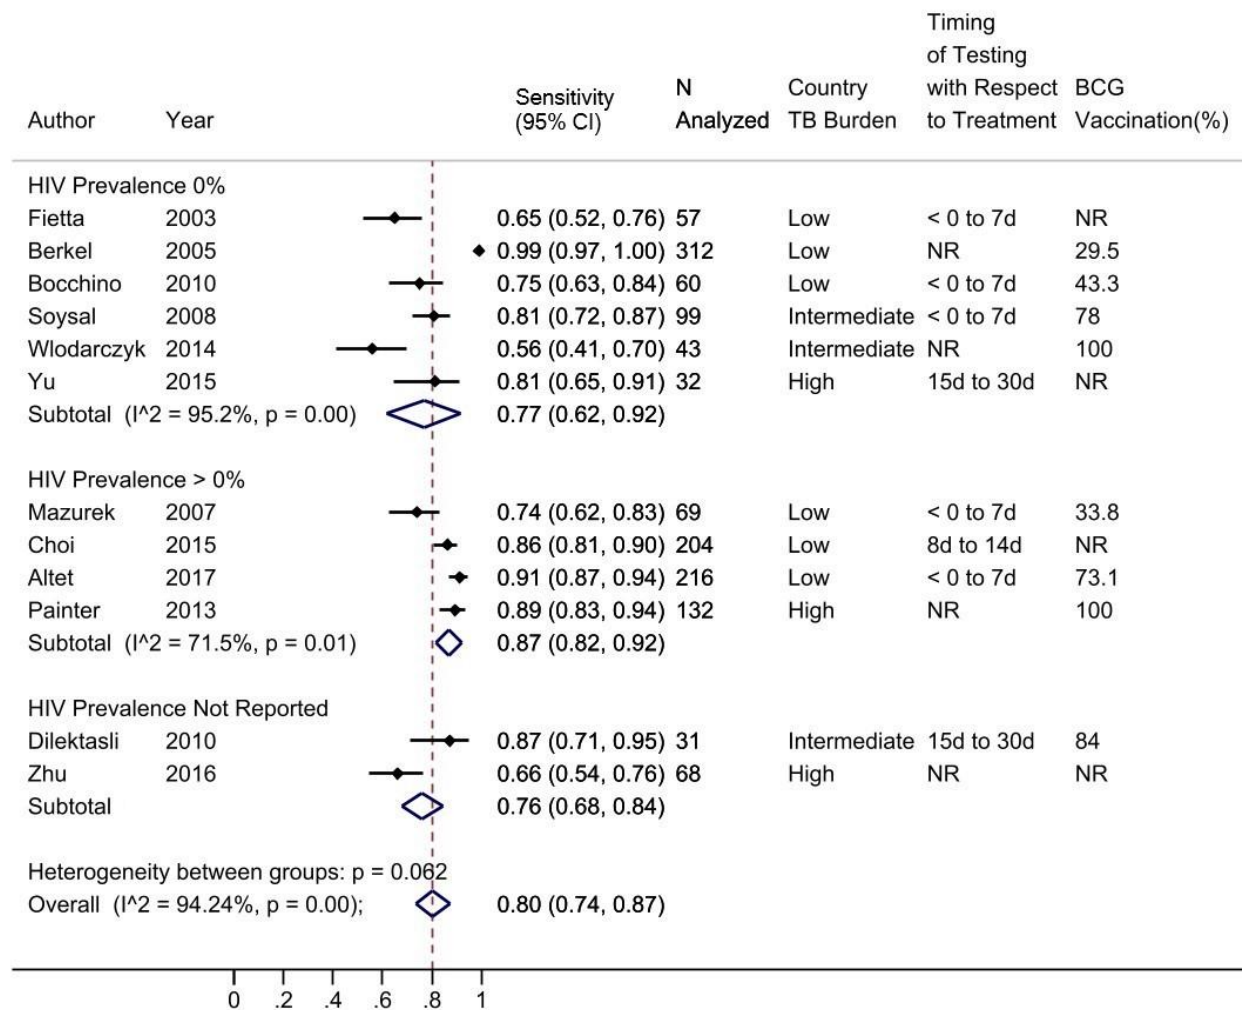 Timing
of Testing
Sensitivity N Country with Respect BCG
Author Year (95% CI) Analyzed TB Burden to Treatment Vaccination(%)
HIV Prevalence 0%
Fietta 2003 0.65 (0.52, 0.76) 57 Low < 0 to 7d NR
Berkel 2005 0.99 (0.97, 1.00) 312 Low NR 29.5
Bocchino 2010 0.75 (0.63, 0.84) 60 Low < 0 to 7d 43.3
Soysal 2008 0.81 (0.72, 0.87) 99 Intermediate < 0 to 7d 78
Wlodarczyk 2014 0.56 (0.41, 0.70) 43 Intermediate NR 100
Yu 2015 0.81 (0.65, 0.91) 32 High 15d to 30d NR
Subtotal (I^2 = 95.2%, p = 0.00) 0.77 (0.62, 0.92)
HIV Prevalence > 0%
Mazurek 2007 0.74 (0.62, 0.83) 69 Low < 0 to 7d 33.8
Choi 2015 0.86 (0.81, 0.90) 204 Low 8d to 14d NR
Altet 2017 0.91 (0.87, 0.94) 216 Low < 0 to 7d 73.1
Painter 2013 0.89 (0.83, 0.94) 132 High NR 100
Subtotal (I^2 = 71.5%, p = 0.01) 0.87 (0.82, 0.92)
HIV Prevalence Not Reported
Dilektasli 2010 0.87 (0.71, 0.95) 31 Intermediate 15d to 30d 84
Zhu 2016 0.66 (0.54, 0.76) 68 High NR NR
Subtotal 0.76 (0.68, 0.84)
Heterogeneity between groups: p = 0.062
Overall (I^2 = 94.24%, p = 0.00); 0.80 (0.74, 0.87)
0 .2 .4 .6 .8 1